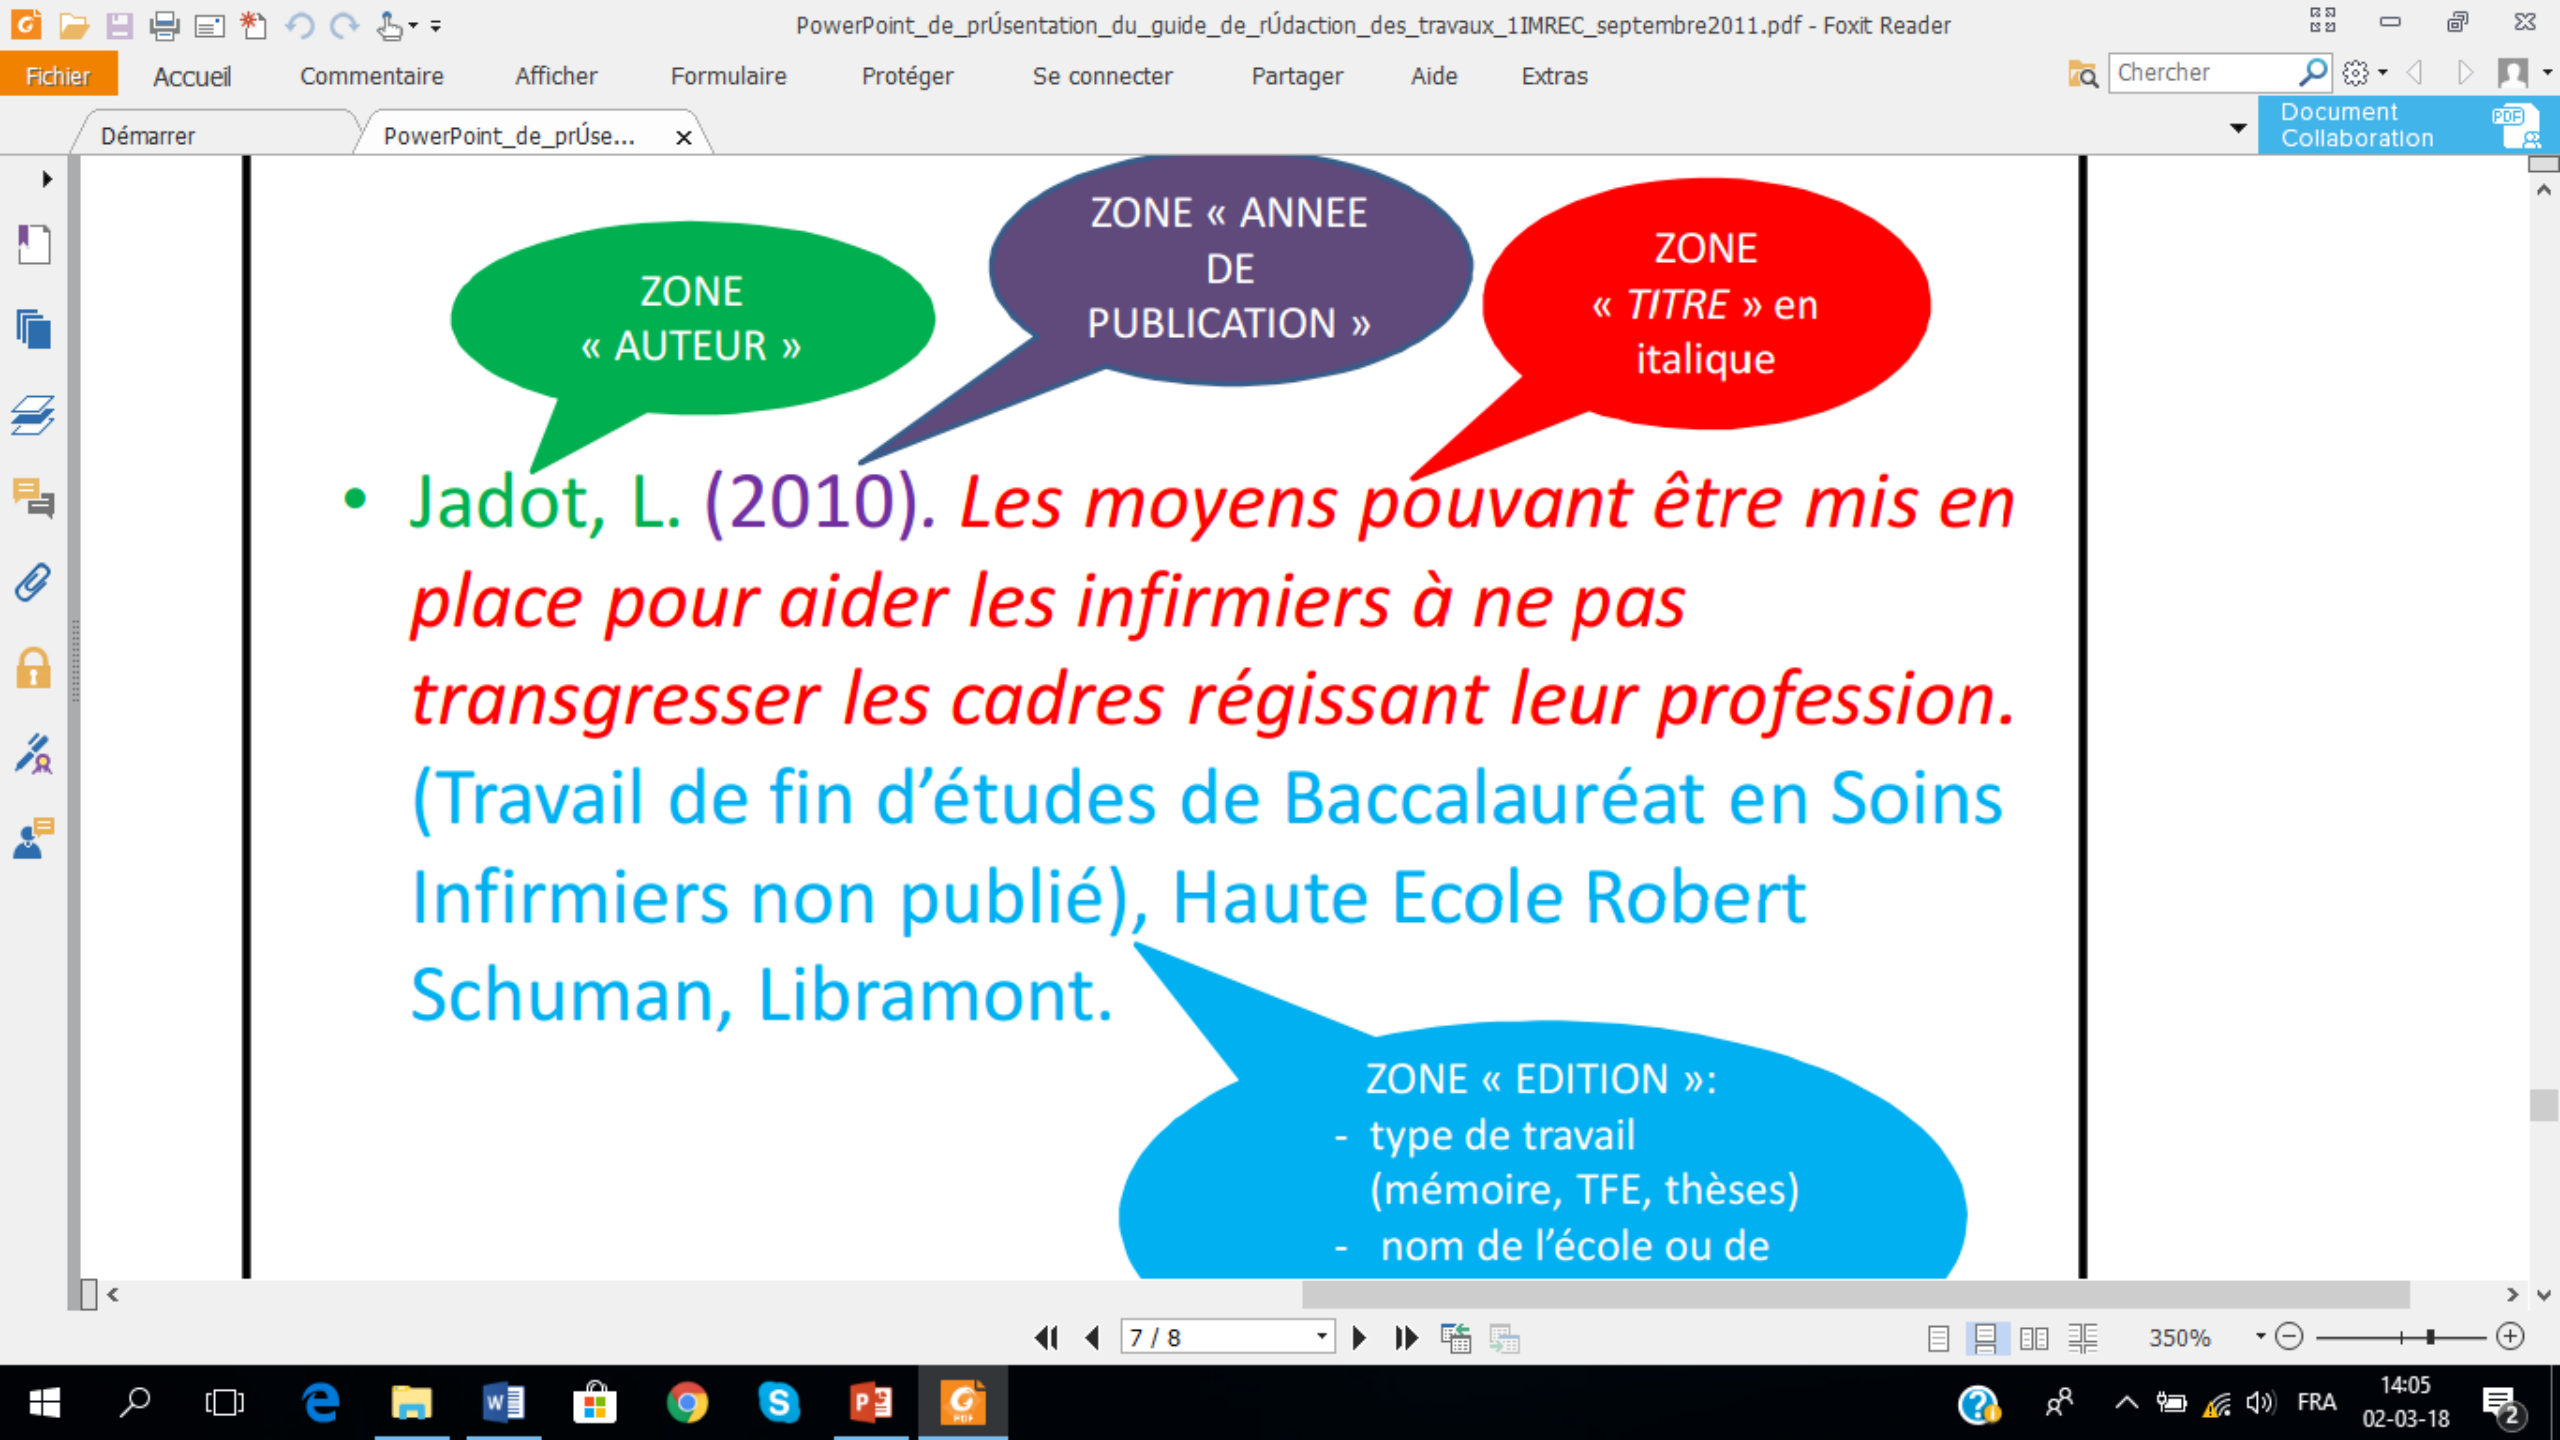 PowerPoint_de_prÚsentation_du_guide_de_rÚdaction_des_travaux_1IMREC_septembre2011.pdf - Foxit Reader
Fichier Accueil Commentaire Afficher Formulaire Protéger Se connecter Partager Aide Extras Chercher
Démarrer PowerPoint_de_prÚse... Document
Collaboration
ZONE
« AUTEUR »
ZONE « ANNEE
DE
PUBLICATION »
ZONE
« TITRE » en
italique
• Jadot, L. (2010). Les moyens pouvant être mis en
place pour aider les infirmiers à ne pas
transgresser les cadres régissant leur profession.
(Travail de fin d’études de Baccalauréat en Soins
Infirmiers non publié), Haute Ecole Robert
Schuman, Libramont.
ZONE « EDITION »:
- type de travail
(mémoire, TFE, thèses)
- nom de l’école ou de
7 / 8 350%
FRA 14:05
02-03-18 2